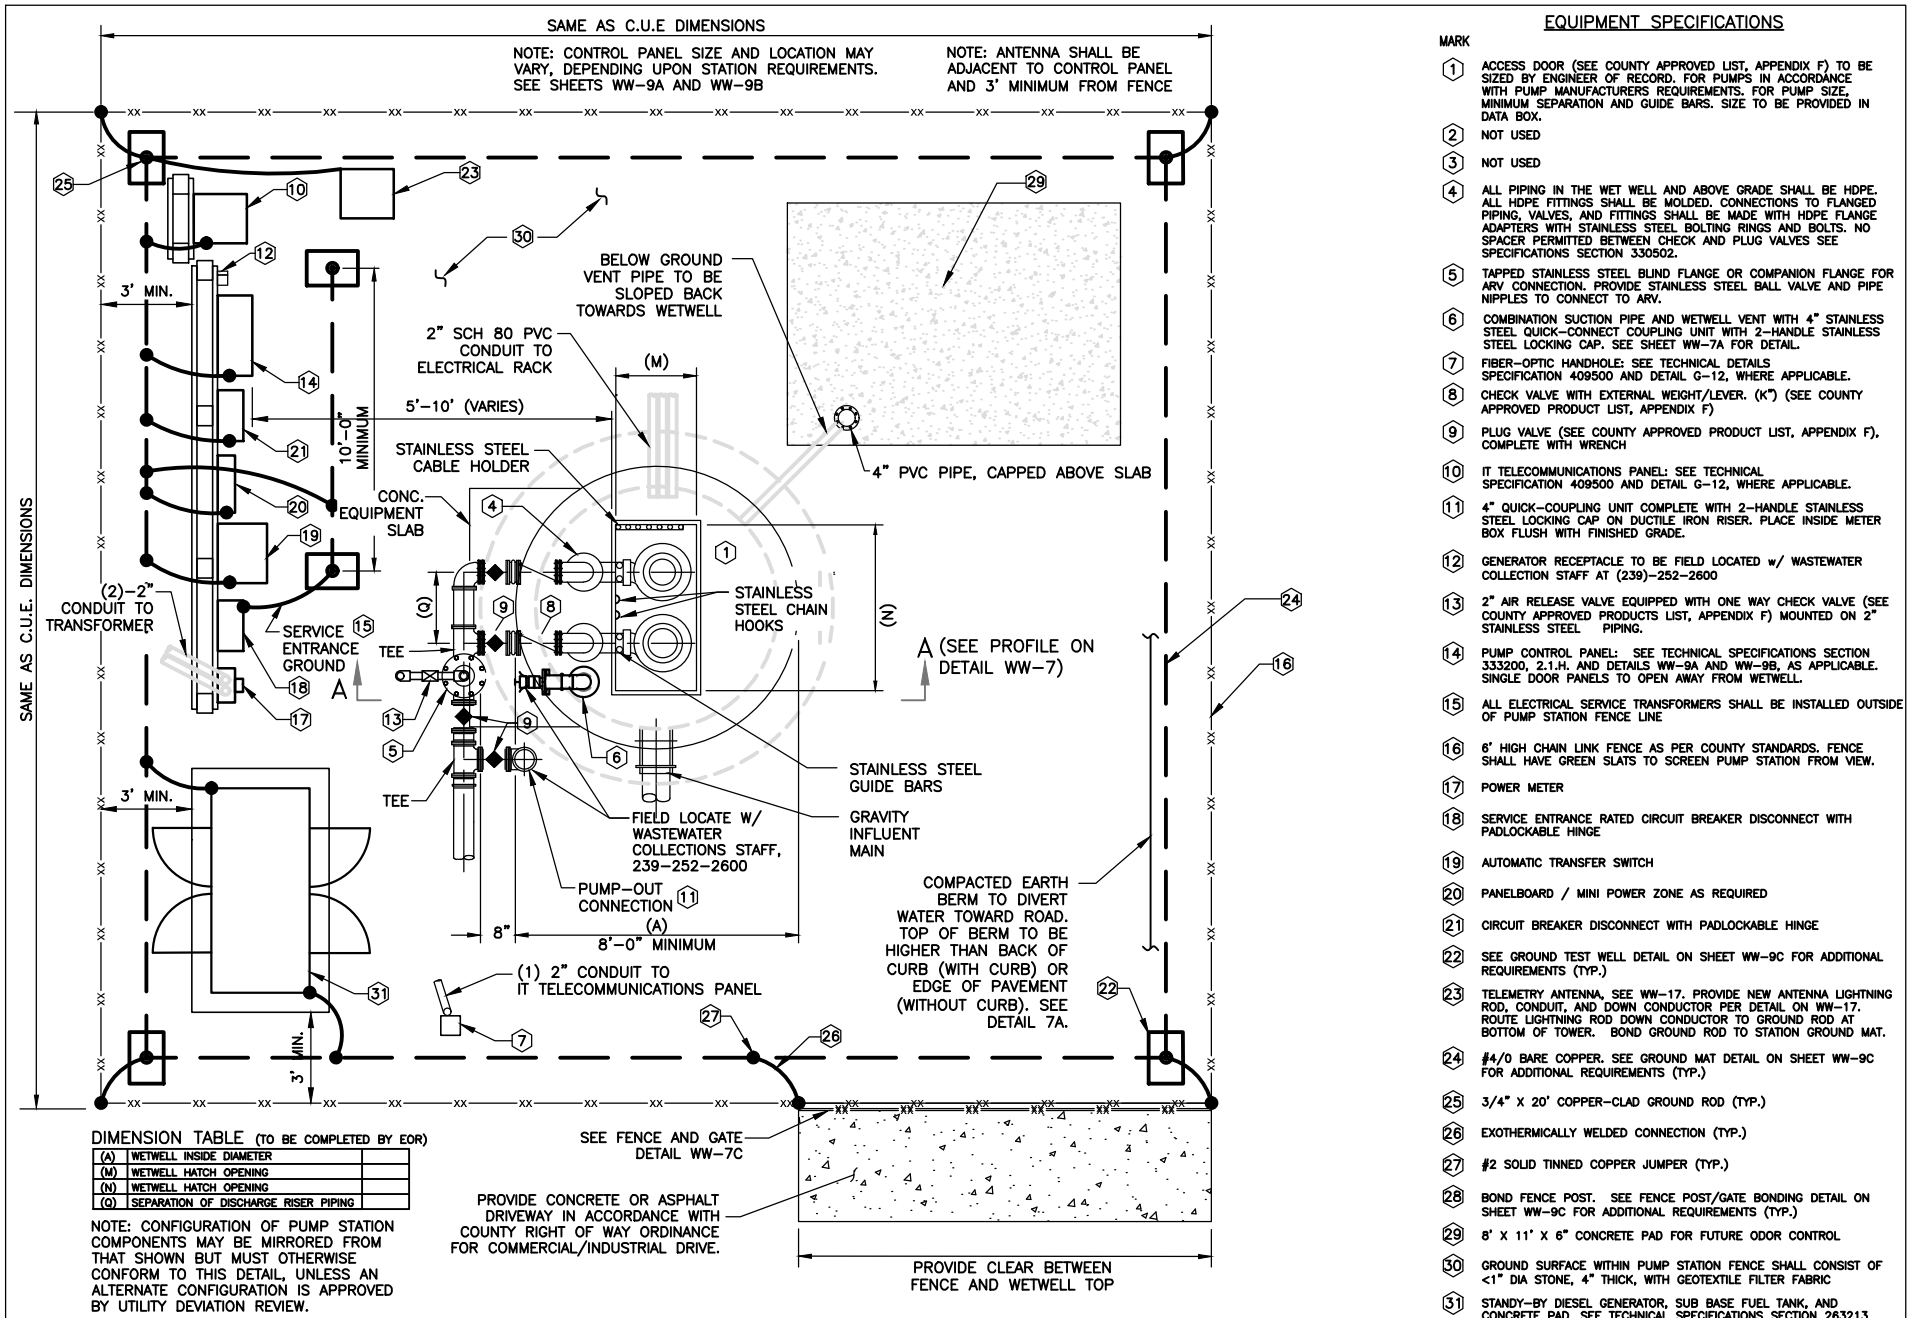 SAME AS C.U.E DIMENSIONS
NOTE: CONTROL PANEL SIZE AND LOCATION MAY
VARY, DEPENDING UPON STATION REQUIREMENTS.
SEE SHEETS WW-9A AND WW-9B
NOTE: ANTENNA SHALL BE
ADJACENT TO CONTROL PANEL
AND 3' MINIMUM FROM FENCE
25
10
23
30
29
12
3' MIN.
BELOW GROUND
VENT PIPE TO BE
SLOPED BACK
TOWARDS WETWELL
2" SCH 80 PVC
CONDUIT TO
ELECTRICAL RACK
(M)
14
5'-10' (VARIES)
10'-0"
MINIMUM
21
STAINLESS STEEL
CABLE HOLDER
4" PVC PIPE, CAPPED ABOVE SLAB
20
CONC.
EQUIPMENT
SLAB
4
SAME AS C.U.E. DIMENSIONS
19
1
(2)-2"
CONDUIT TO
TRANSFORMER
(Q)
9
8
STAINLESS
STEEL CHAIN
HOOKS
(N)
24
SERVICE 15
ENTRANCE
GROUND
TEE
A
A (SEE PROFILE ON
DETAIL WW-7)
16
18
17
13
9
5
6
3' MIN.
TEE
STAINLESS STEEL
GUIDE BARS
FIELD LOCATE W/
WASTEWATER
COLLECTIONS STAFF,
239-252-2600
GRAVITY
INFLUENT
MAIN
PUMP-OUT
CONNECTION 11
COMPACTED EARTH
BERM TO DIVERT
WATER TOWARD ROAD.
TOP OF BERM TO BE
HIGHER THAN BACK OF
CURB (WITH CURB) OR
EDGE OF PAVEMENT
(WITHOUT CURB). SEE
DETAIL 7A.
8"
(A)
8'-0" MINIMUM
(1) 2" CONDUIT TO
IT TELECOMMUNICATIONS PANEL
31
7
27
26
22
3' MIN.
SEE FENCE AND GATE
DETAIL WW-7C
PROVIDE CONCRETE OR ASPHALT
DRIVEWAY IN ACCORDANCE WITH
COUNTY RIGHT OF WAY ORDINANCE
FOR COMMERCIAL/INDUSTRIAL DRIVE.
PROVIDE CLEAR BETWEEN
FENCE AND WETWELL TOP
DIMENSION TABLE (TO BE COMPLETED BY EOR)
(A) WETWELL INSIDE DIAMETER
(M) WETWELL HATCH OPENING
(N) WETWELL HATCH OPENING
(Q) SEPARATION OF DISCHARGE RISER PIPING
NOTE: CONFIGURATION OF PUMP STATION
COMPONENTS MAY BE MIRRORED FROM
THAT SHOWN BUT MUST OTHERWISE
CONFORM TO THIS DETAIL, UNLESS AN
ALTERNATE CONFIGURATION IS APPROVED
BY UTILITY DEVIATION REVIEW.
EQUIPMENT SPECIFICATIONS
MARK
1 ACCESS DOOR (SEE COUNTY APPROVED LIST, APPENDIX F) TO BE
SIZED BY ENGINEER OF RECORD. FOR PUMPS IN ACCORDANCE
WITH PUMP MANUFACTURERS REQUIREMENTS. FOR PUMP SIZE,
MINIMUM SEPARATION AND GUIDE BARS. SIZE TO BE PROVIDED IN
DATA BOX.
2 NOT USED
3 NOT USED
4 ALL PIPING IN THE WET WELL AND ABOVE GRADE SHALL BE HDPE.
ALL HDPE FITTINGS SHALL BE MOLDED. CONNECTIONS TO FLANGED
PIPING, VALVES, AND FITTINGS SHALL BE MADE WITH HDPE FLANGE
ADAPTERS WITH STAINLESS STEEL BOLTING RINGS AND BOLTS. NO
SPACER PERMITTED BETWEEN CHECK AND PLUG VALVES SEE
SPECIFICATIONS SECTION 330502.
5 TAPPED STAINLESS STEEL BLIND FLANGE OR COMPANION FLANGE FOR
ARV CONNECTION. PROVIDE STAINLESS STEEL BALL VALVE AND PIPE
NIPPLES TO CONNECT TO ARV.
6 COMBINATION SUCTION PIPE AND WETWELL VENT WITH 4" STAINLESS
STEEL QUICK-CONNECT COUPLING UNIT WITH 2-HANDLE STAINLESS
STEEL LOCKING CAP. SEE SHEET WW-7A FOR DETAIL.
7 FIBER-OPTIC HANDHOLE: SEE TECHNICAL DETAILS
SPECIFICATION 409500 AND DETAIL G-12, WHERE APPLICABLE.
8 CHECK VALVE WITH EXTERNAL WEIGHT/LEVER. (K") (SEE COUNTY
APPROVED PRODUCT LIST, APPENDIX F)
9 PLUG VALVE (SEE COUNTY APPROVED PRODUCT LIST, APPENDIX F),
COMPLETE WITH WRENCH
10 IT TELECOMMUNICATIONS PANEL: SEE TECHNICAL
SPECIFICATION 409500 AND DETAIL G-12, WHERE APPLICABLE.
11 4" QUICK-COUPLING UNIT COMPLETE WITH 2-HANDLE STAINLESS
STEEL LOCKING CAP ON DUCTILE IRON RISER. PLACE INSIDE METER
BOX FLUSH WITH FINISHED GRADE.
12 GENERATOR RECEPTACLE TO BE FIELD LOCATED w/ WASTEWATER
COLLECTION STAFF AT (239)-252-2600
13 2" AIR RELEASE VALVE EQUIPPED WITH ONE WAY CHECK VALVE (SEE
COUNTY APPROVED PRODUCTS LIST, APPENDIX F) MOUNTED ON 2"
STAINLESS STEEL PIPING.
14 PUMP CONTROL PANEL: SEE TECHNICAL SPECIFICATIONS SECTION
333200, 2.1.H. AND DETAILS WW-9A AND WW-9B, AS APPLICABLE.
SINGLE DOOR PANELS TO OPEN AWAY FROM WETWELL.
15 ALL ELECTRICAL SERVICE TRANSFORMERS SHALL BE INSTALLED OUTSIDE
OF PUMP STATION FENCE LINE
16 6' HIGH CHAIN LINK FENCE AS PER COUNTY STANDARDS. FENCE
SHALL HAVE GREEN SLATS TO SCREEN PUMP STATION FROM VIEW.
17 POWER METER
18 SERVICE ENTRANCE RATED CIRCUIT BREAKER DISCONNECT WITH
PADLOCKABLE HINGE
19 AUTOMATIC TRANSFER SWITCH
20 PANELBOARD / MINI POWER ZONE AS REQUIRED
21 CIRCUIT BREAKER DISCONNECT WITH PADLOCKABLE HINGE
22 SEE GROUND TEST WELL DETAIL ON SHEET WW-9C FOR ADDITIONAL
REQUIREMENTS (TYP.)
23 TELEMETRY ANTENNA, SEE WW-17. PROVIDE NEW ANTENNA LIGHTNING
ROD, CONDUIT, AND DOWN CONDUCTOR PER DETAIL ON WW-17.
ROUTE LIGHTNING ROD DOWN CONDUCTOR TO GROUND ROD AT
BOTTOM OF TOWER. BOND GROUND ROD TO STATION GROUND MAT.
24 #4/0 BARE COPPER. SEE GROUND MAT DETAIL ON SHEET WW-9C
FOR ADDITIONAL REQUIREMENTS (TYP.)
25 3/4" X 20' COPPER-CLAD GROUND ROD (TYP.)
26 EXOTHERMICALLY WELDED CONNECTION (TYP.)
27 #2 SOLID TINNED COPPER JUMPER (TYP.)
28 BOND FENCE POST. SEE FENCE POST/GATE BONDING DETAIL ON
SHEET WW-9C FOR ADDITIONAL REQUIREMENTS (TYP.)
29 8' X 11' X 6" CONCRETE PAD FOR FUTURE ODOR CONTROL
30 GROUND SURFACE WITHIN PUMP STATION FENCE SHALL CONSIST OF
<1" DIA STONE, 4" THICK, WITH GEOTEXTILE FILTER FABRIC
31 STANDY-BY DIESEL GENERATOR, SUB BASE FUEL TANK, AND
CONCRETE PAD. SEE TECHNICAL SPECIFICATIONS SECTION 263213